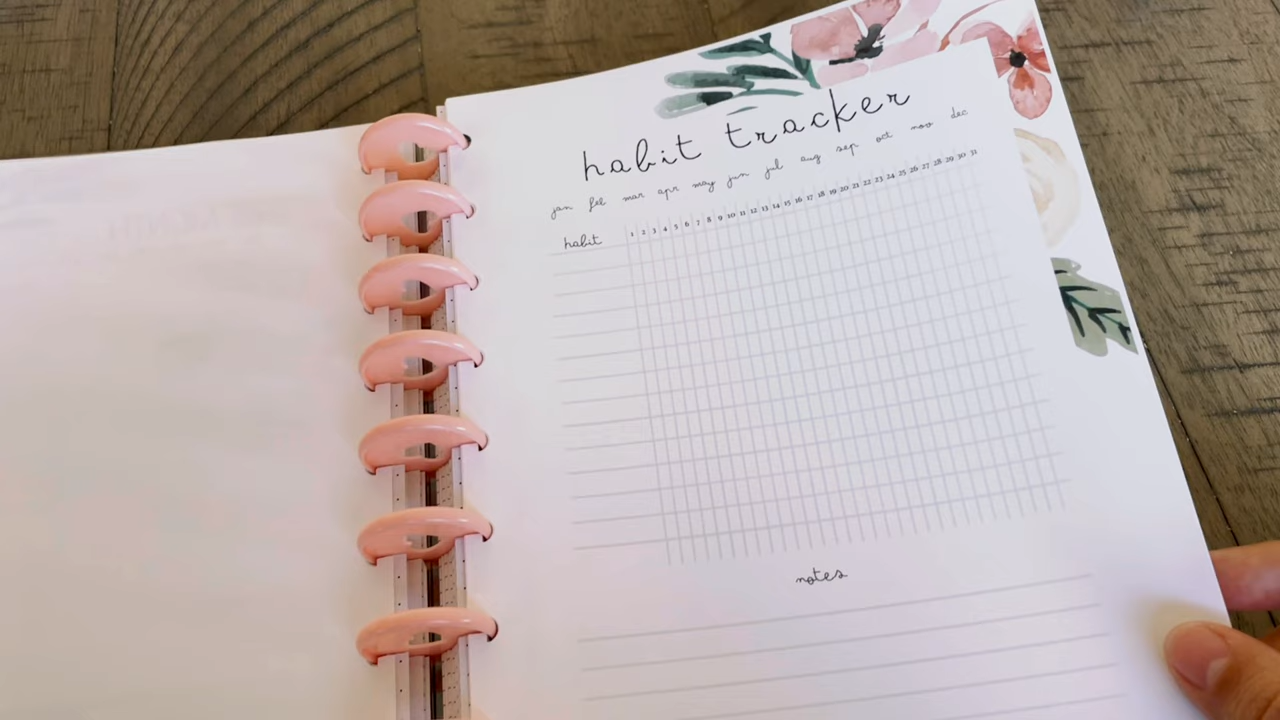 habit tracker
jan feb mar apr may jun jul aug sep oct nov dec
habit 1 2 3 4 5 6 7 8 9 10 11 12 13 14 15 16 17 18 19 20 21 22 23 24 25 26 27 28 29 30 31
notes